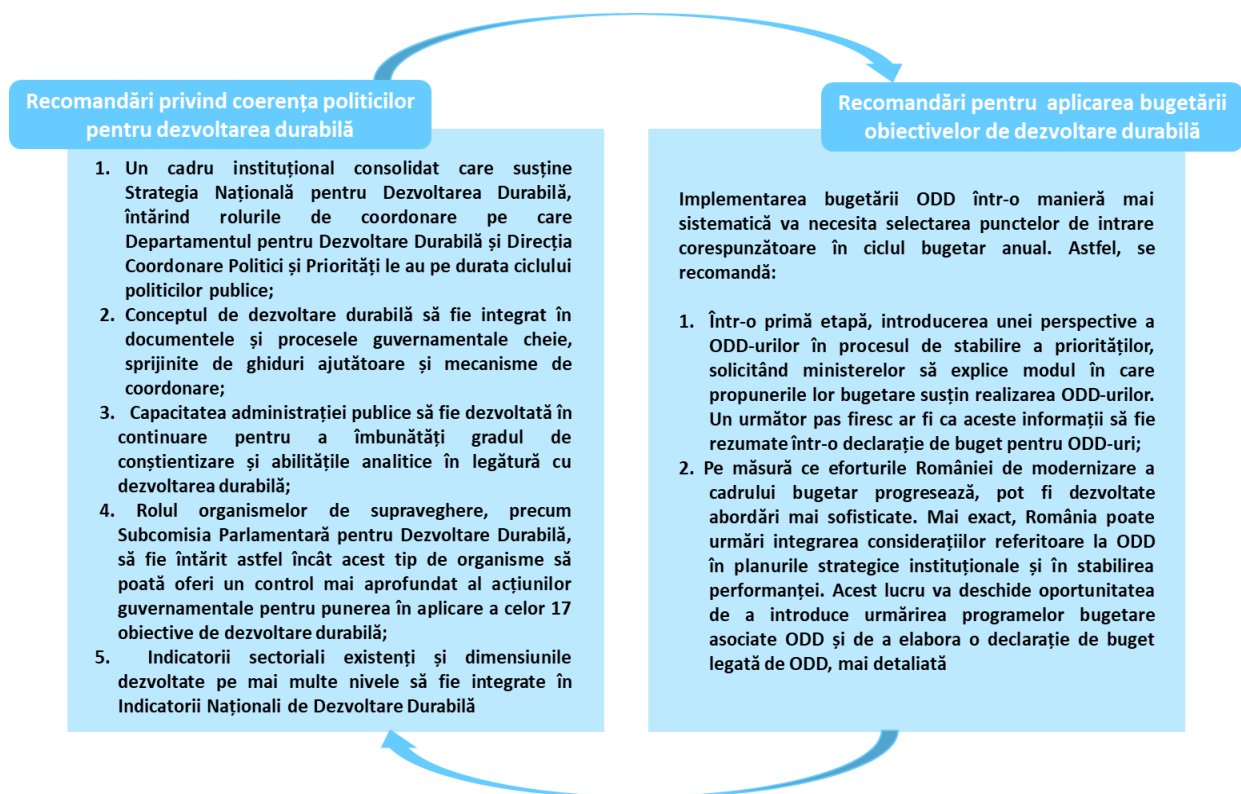 Recomandări privind coerența politicilor
pentru dezvoltarea durabilă
1. Un cadru instituțional consolidat care susține
Strategia Națională pentru Dezvoltarea Durabilă,
întărind rolurile de coordonare pe care
Departamentul pentru Dezvoltare Durabilă și Direcția
Coordonare Politici și Priorități le au pe durata ciclului
politicilor publice;
2. Conceptul de dezvoltare durabilă să fie integrat în
documentele și procesele guvernamentale cheie,
sprijinite de ghiduri ajutătoare și mecanisme de
coordonare;
3. Capacitatea administrației publice să fie dezvoltată în
continuare pentru a îmbunătăți gradul de
conștientizare și abilitățile analitice în legătură cu
dezvoltarea durabilă;
4. Rolul organismelor de supraveghere, precum
Subcomisia Parlamentară pentru Dezvoltare Durabilă,
să fie întărit astfel încât acest tip de organisme să
poată oferi un control mai aprofundat al acțiunilor
guvernamentale pentru punerea în aplicare a celor 17
obiective de dezvoltare durabilă;
5. Indicatorii sectoriali existenți și dimensiunile
dezvoltate pe mai multe nivele să fie integrate în
Indicatorii Naționali de Dezvoltare Durabilă
Recomandări pentru aplicarea bugetării
obiectivelor de dezvoltare durabilă
Implementarea bugetării ODD într-o manieră mai
sistematică va necesita selectarea punctelor de intrare
corespunzătoare în ciclul bugetar anual. Astfel, se
recomandă:
1. Într-o primă etapă, introducerea unei perspective a
ODD-urilor în procesul de stabilire a priorităților,
solicitând ministerelor să explice modul în care
propunerile lor bugetare susțin realizarea ODD-urilor.
Un următor pas firesc ar fi ca aceste informații să fie
rezumate într-o declarație de buget pentru ODD-uri;
2. Pe măsură ce eforturile României de modernizare a
cadrului bugetar progresează, pot fi dezvoltate
abordări mai sofisticate. Mai exact, România poate
urmări integrarea considerațiilor referitoare la ODD
în planurile strategice instituționale și în stabilirea
performanței. Acest lucru va deschide oportunitatea
de a introduce urmărirea programelor bugetare
asociate ODD și de a elabora o declarație de buget
legată de ODD, mai detaliată